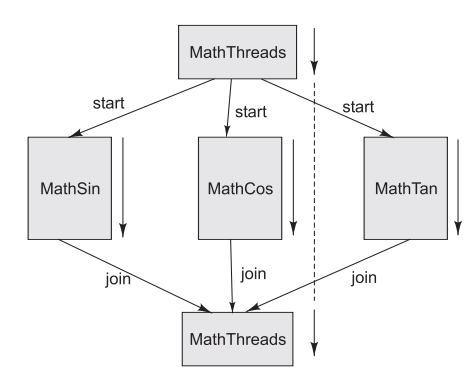 MathThreads
start
start
start
MathSin
MathCos
MathTan
join
join
join
MathThreads